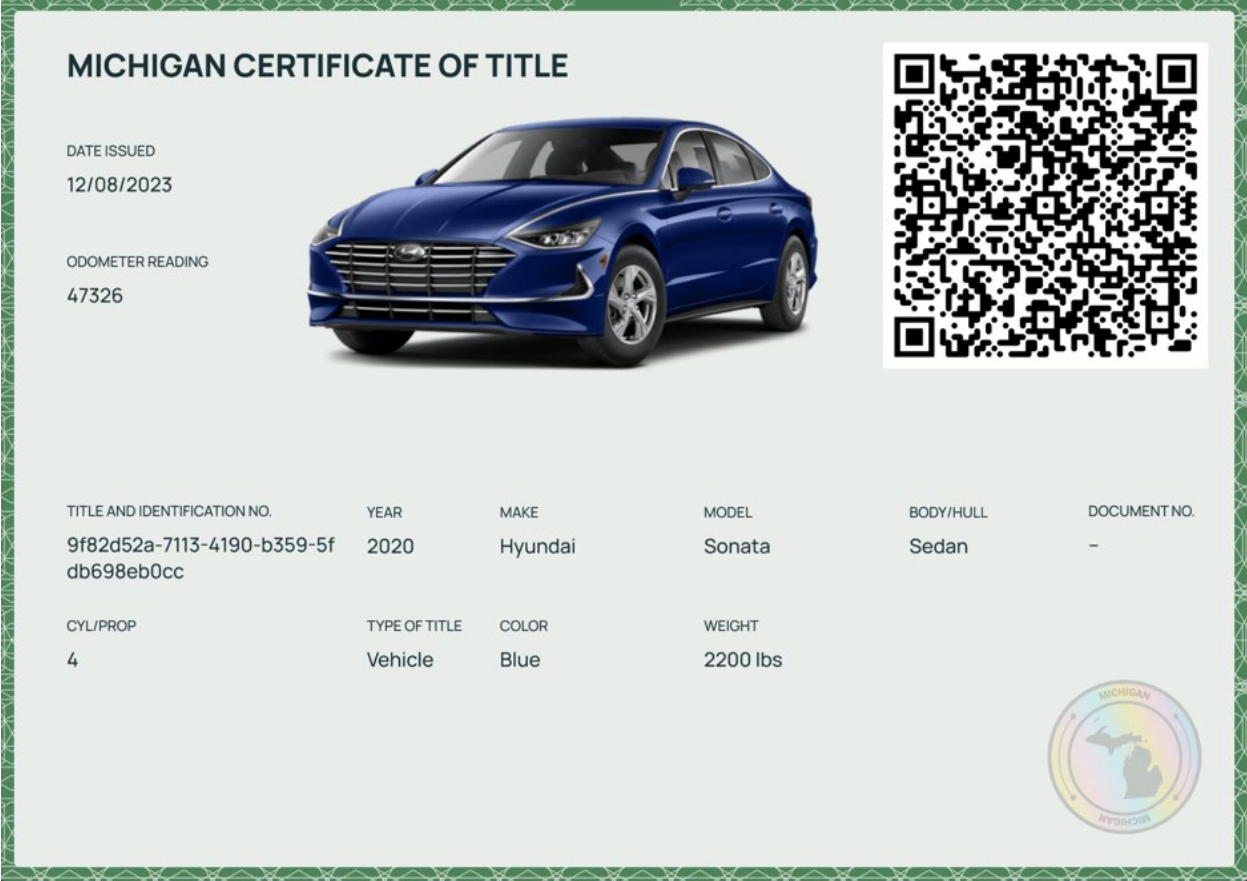 MICHIGAN CERTIFICATE OF TITLE
DATE ISSUED
12/08/2023
ODOMETER READING
47326
TITLE AND IDENTIFICATION NO.
9f82d52a-7113-4190-b359-5f
db698eb0cc
YEAR
2020
MAKE
Hyundai
MODEL
Sonata
BODY/HULL
Sedan
DOCUMENT NO.
–
CYL/PROP
4
TYPE OF TITLE
Vehicle
COLOR
Blue
WEIGHT
2200 lbs
MICHIGAN
MICHIGAN